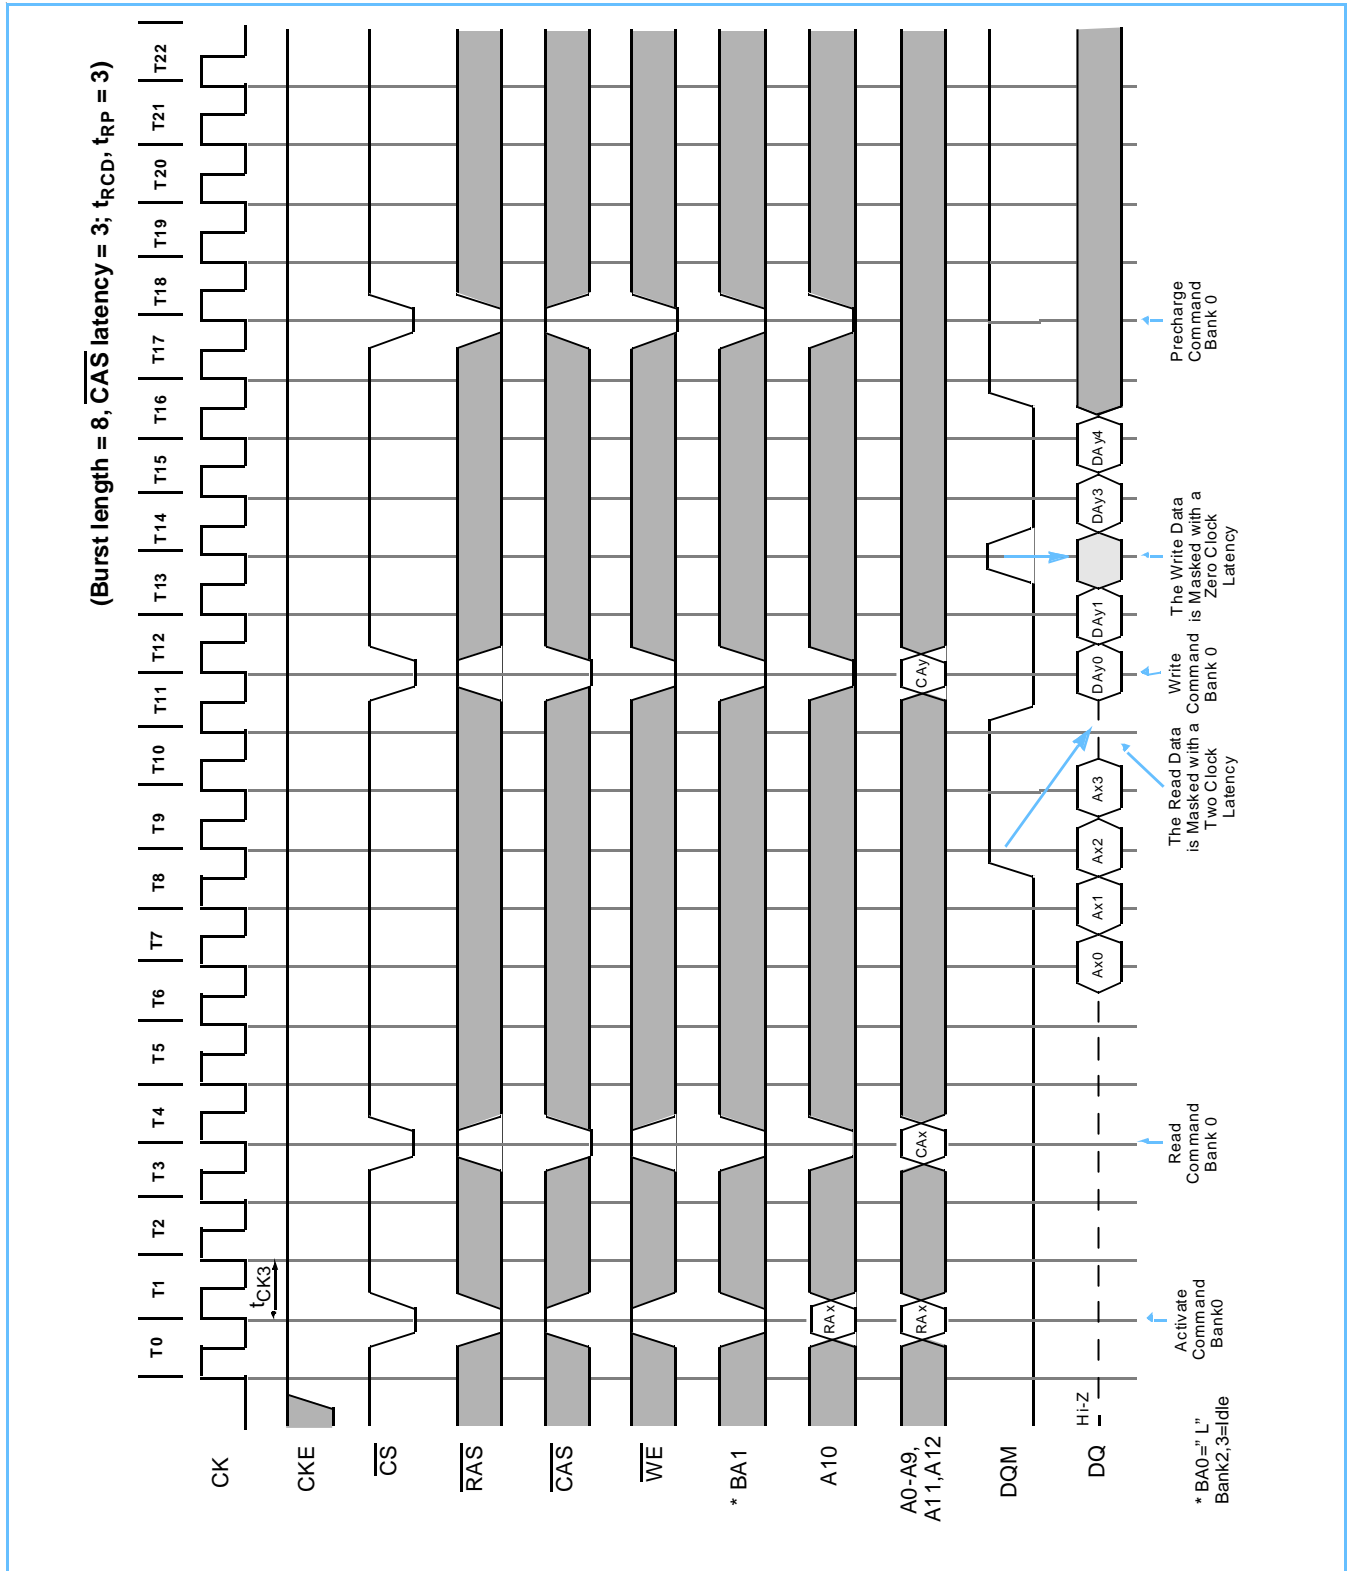 (Burst length = 8, CAS latency = 3; tRCD, tRP = 3)
T0 T1 T2 T3 T4 T5 T6 T7 T8 T9 T10 T11 T12 T13 T14 T15 T16 T17 T18 T19 T20 T21 T22
CK
tCK3
CKE
CS
RAS
CAS
WE
* BA1
A10
RAx
A0-A9,
A11,A12
RAx CAx CAy
DQM
DQ
Hi-Z
Ax0 Ax1 Ax2 Ax3 DAy0 DAy1 DAy3 DAy4
* BA0=" L"
Bank2,3=Idle
Activate
Command
Bank0
Read
Command
Bank 0
The Read Data
is Masked with a
Two Clock
Latency
Write
Command
Bank 0
The Write Data
is Masked with a
Zero Clock
Latency
Precharge
Command
Bank 0